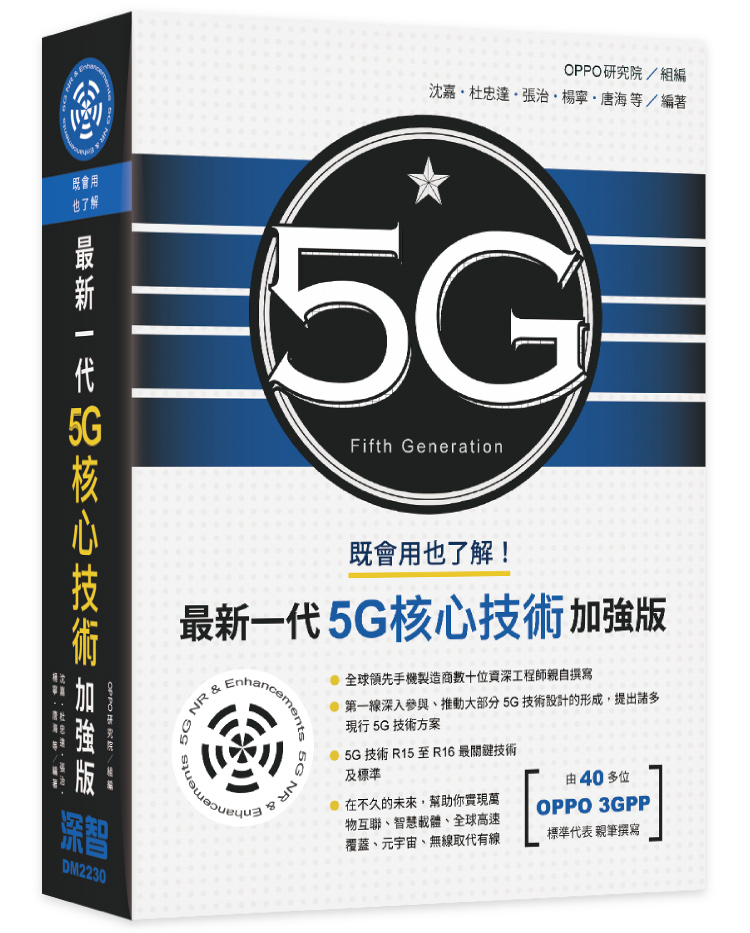 OPPO研究院／組編
沈嘉・杜忠達・張治・楊寧・唐海 等／編著
5G
Fifth Generation
既會用也了解！
最新一代 5G核心技術 加強版
5G NR & Enhancements 5G NR & Enhancements
全球領先手機製造商數十位資深工程師親自撰寫
第一線深入參與、推動大部分 5G 技術設計的形成，提出諸多
現行 5G 技術方案
5G 技術 R15 至 R16 最關鍵技術
及標準
在不久的未來，幫助你實現萬
物互聯、智慧載體、全球高速
覆蓋、元宇宙、無線取代有線
由 40 多位
OPPO 3GPP
標準代表 親筆撰寫
5G NR & Enhancements 5G NR & Enhancements
既會用
也了解
最新一代 5G核心技術 加強版
OPPO研究院／組編
沈嘉・杜忠達・張治・
楊寧・唐海 等／編著
深智
DM2230